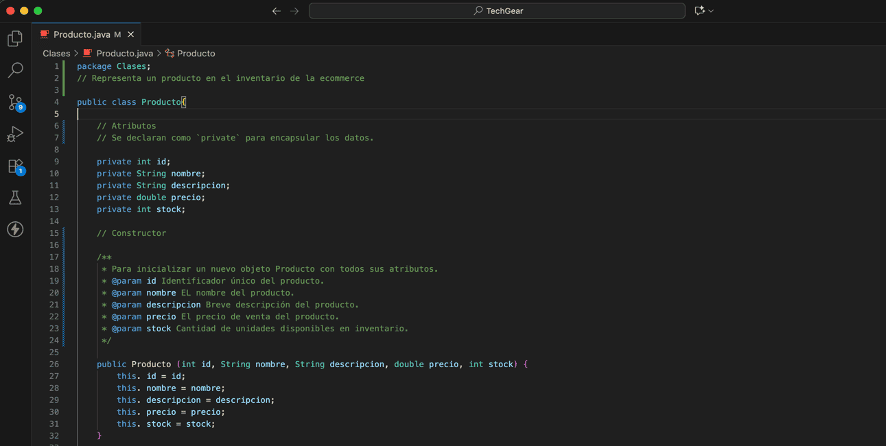 TechGear
Producto.java M
Clases > Producto.java > Producto
1 package Clases;
2 // Representa un producto en el inventario de la ecommerce
3
4 public class Producto{
5
6 // Atributos
7 // Se declaran como `private` para encapsular los datos.
8
9 private int id;
10 private String nombre;
11 private String descripcion;
12 private double precio;
13 private int stock;
14
15 // Constructor
16
17 /**
18 * Para inicializar un nuevo objeto Producto con todos sus atributos.
19 * @param id Identificador único del producto.
20 * @param nombre EL nombre del producto.
21 * @param descripcion Breve descripción del producto.
22 * @param precio El precio de venta del producto.
23 * @param stock Cantidad de unidades disponibles en inventario.
24 */
25
26 public Producto (int id, String nombre, String descripcion, double precio, int stock) {
27 this. id = id;
28 this. nombre = nombre;
29 this. descripcion = descripcion;
30 this. precio = precio;
31 this. stock = stock;
32 }
9
1